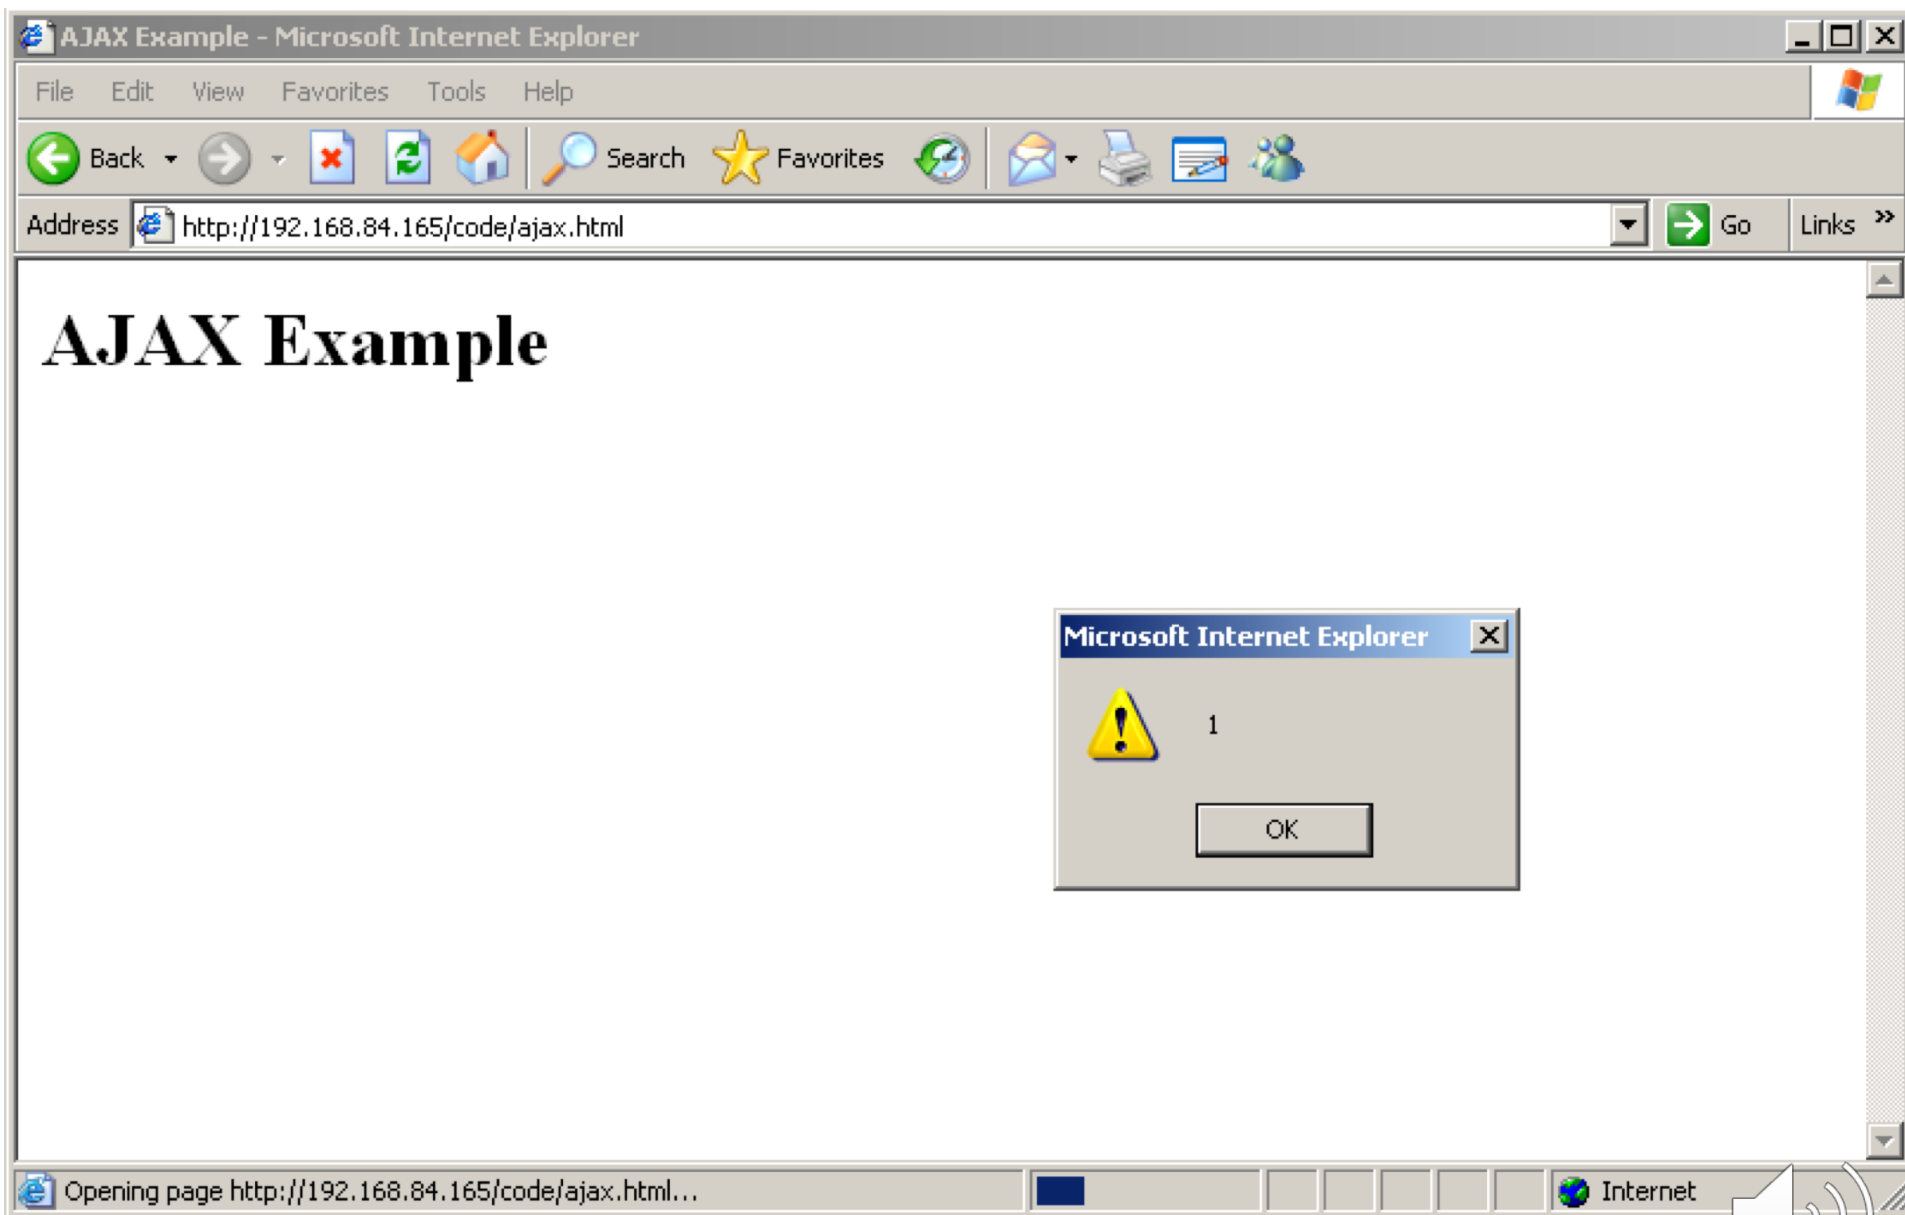 AJAX Example - Microsoft Internet Explorer
File Edit View Favorites Tools Help
Back Search Favorites
Address http://192.168.84.165/code/ajax.html Go Links »
AJAX Example
Microsoft Internet Explorer
1
OK
Opening page http://192.168.84.165/code/ajax.html... Internet